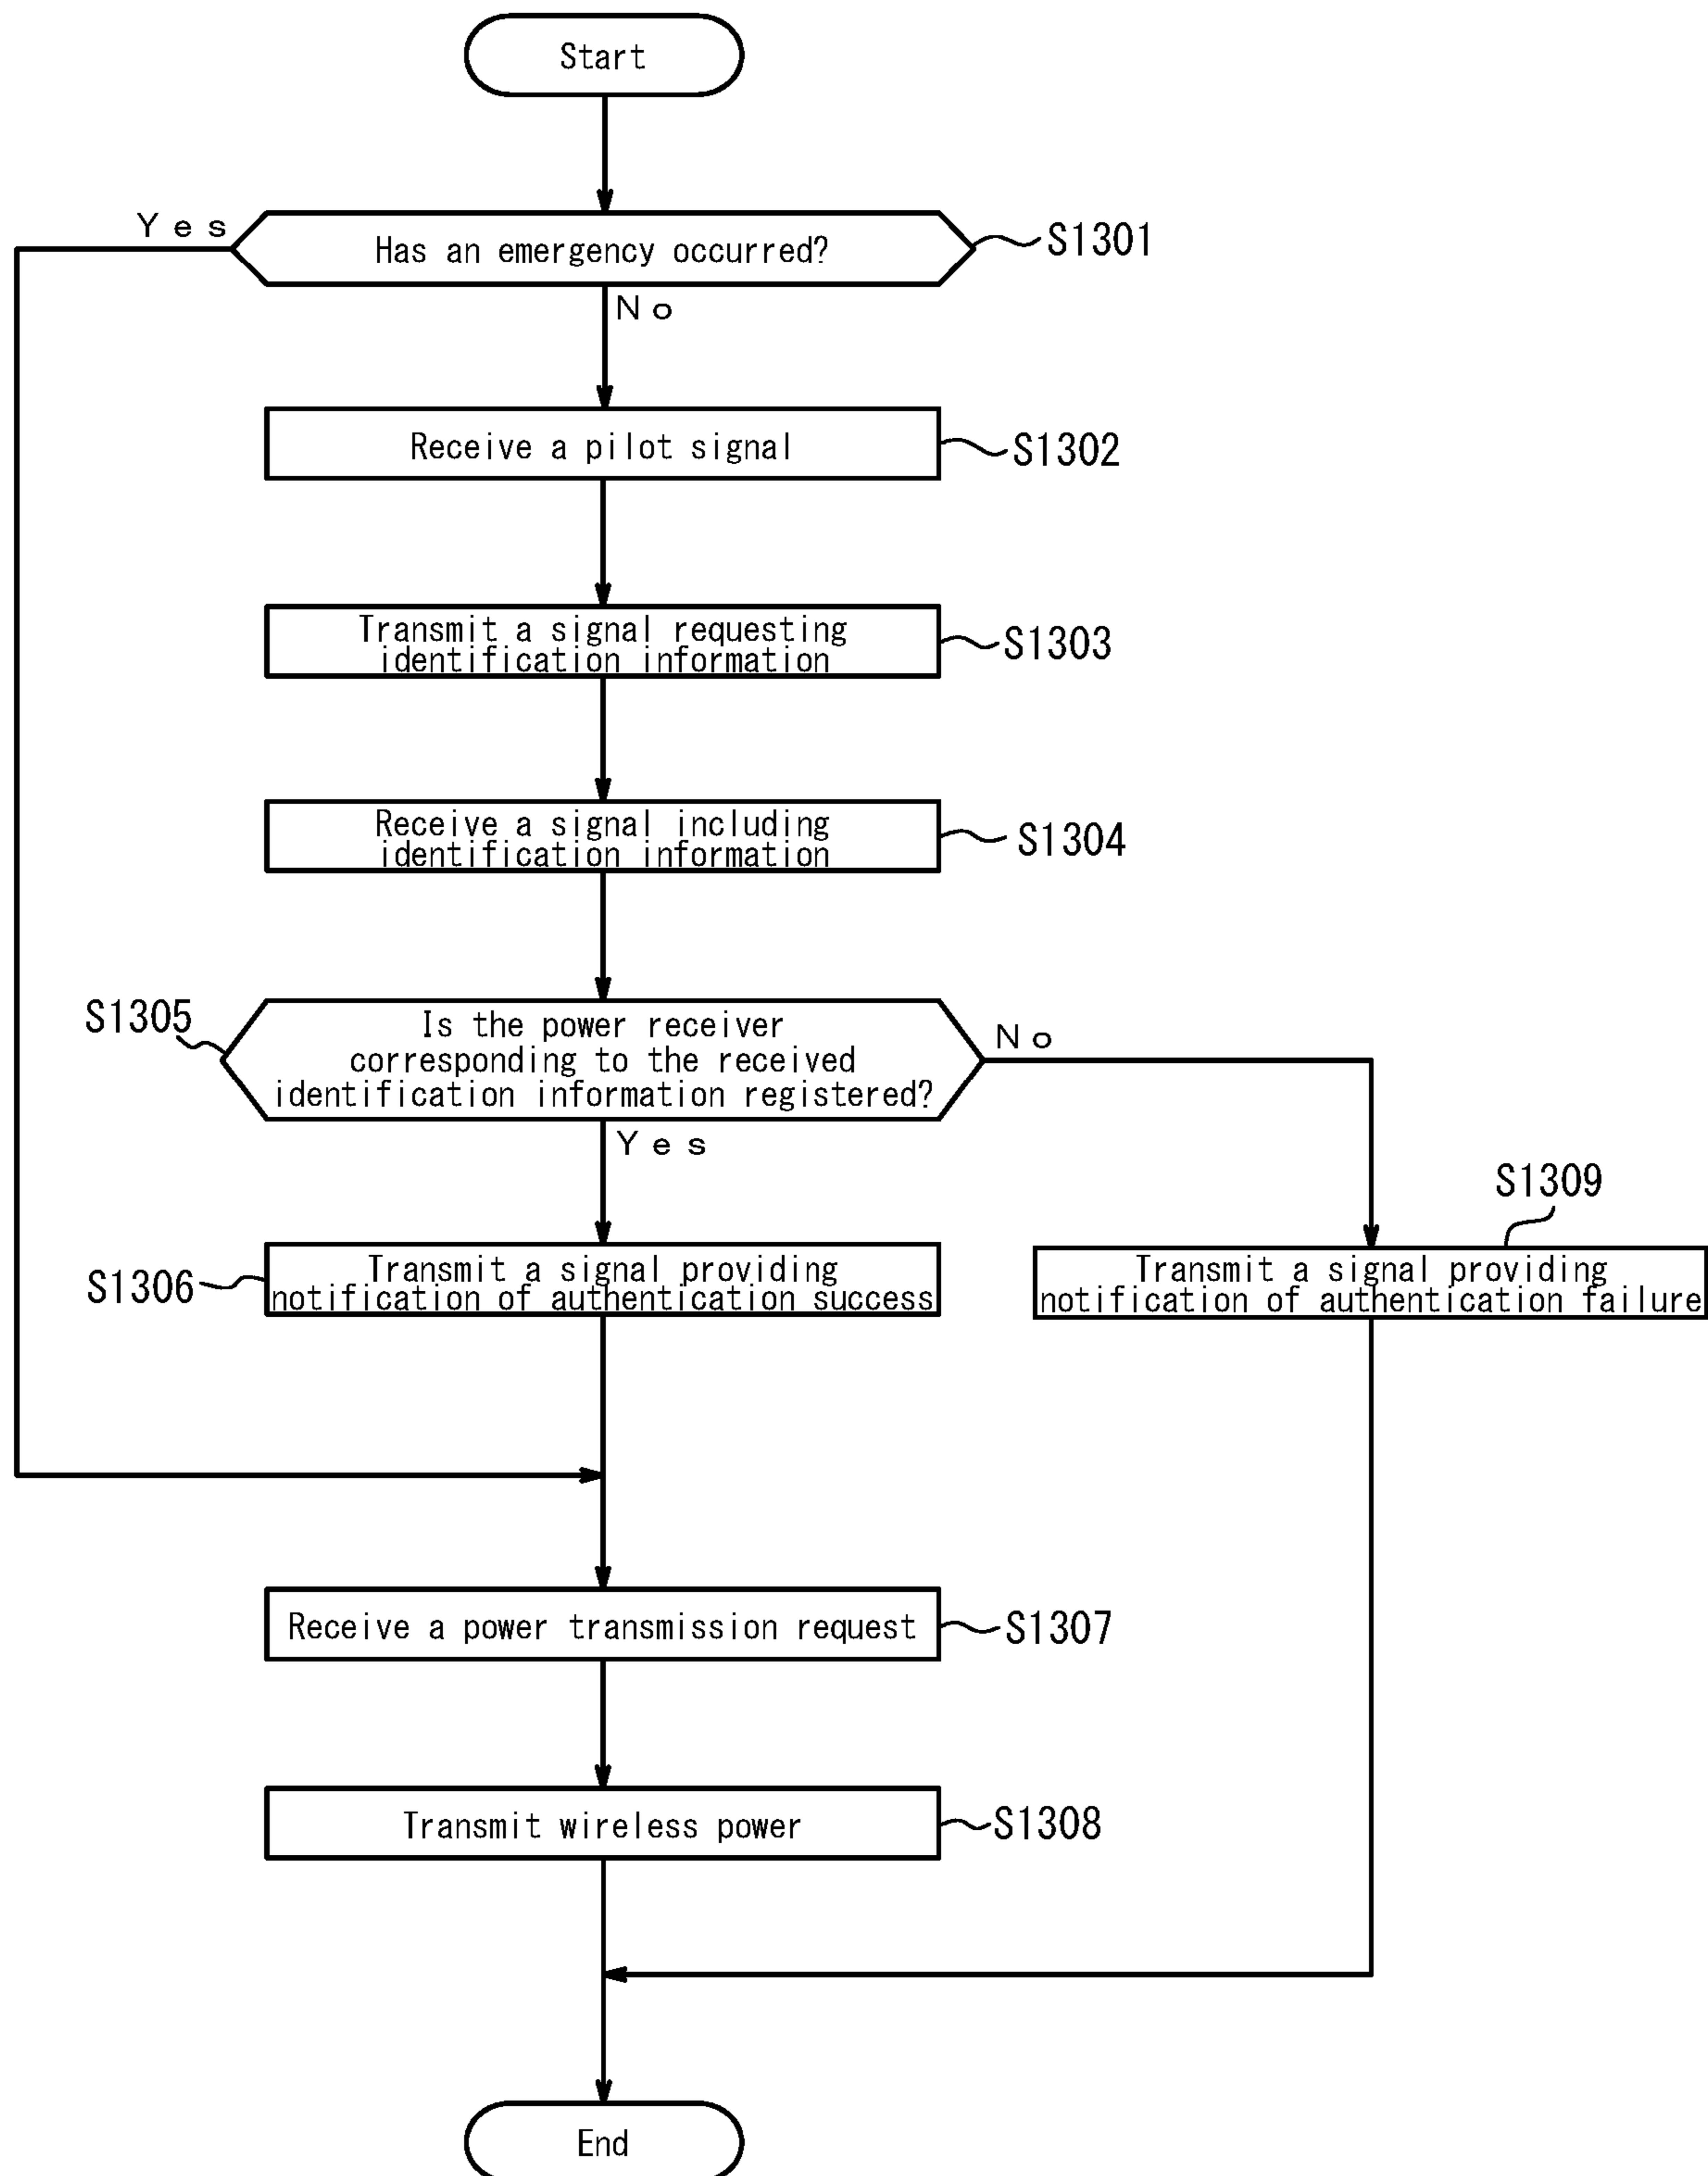 Start
Yes
Has an emergency occurred?
S1301
No
Receive a pilot signal
S1302
Transmit a signal requesting
identification information
S1303
Receive a signal including
identification information
S1304
S1305
Is the power receiver
corresponding to the received
identification information registered?
No
Yes
S1309
S1306
Transmit a signal providing
notification of authentication success
Transmit a signal providing
notification of authentication failure
Receive a power transmission request
S1307
Transmit wireless power
S1308
End